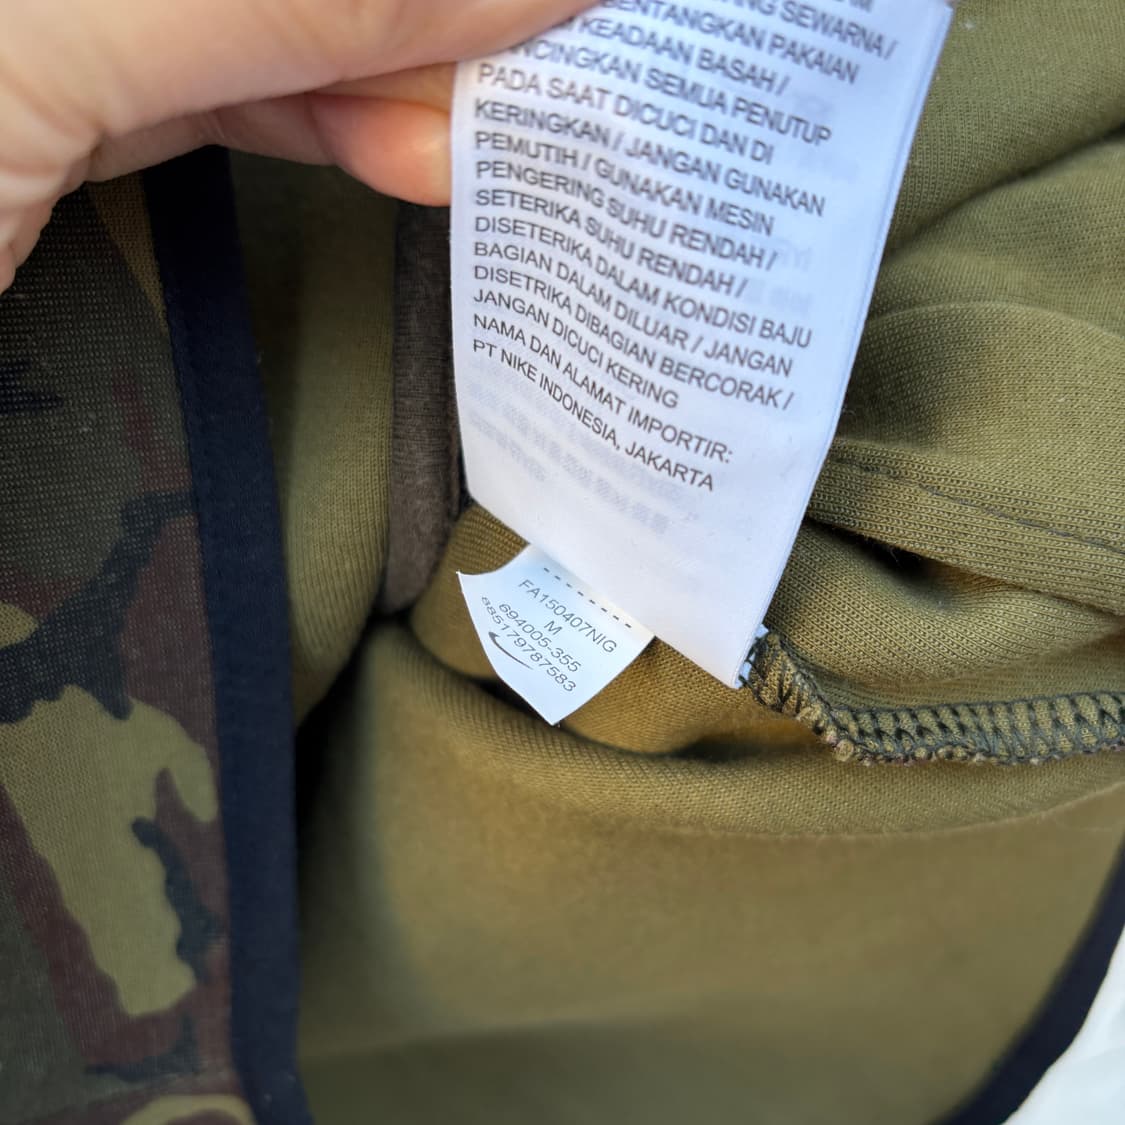 SEWARNA /
BENTANGKAN PAKAIAN
KEADAAN BASAH /
SEMUA PENUTUP
PADA SAAT DICUCI DAN DI
KERINGKAN / JANGAN GUNAKAN
PEMUTIH / GUNAKAN MESIN
PENGERING SUHU RENDAH /
SETERIKA SUHU RENDAH /
DISETERIKA DALAM KONDISI BAJU
BAGIAN DALAM DILUAR / JANGAN
DISETRIKA DIBAGIAN BERCORAK /
JANGAN DICUCI KERING
NAMA DAN ALAMAT IMPORTIR:
PT NIKE INDONESIA, JAKARTA
FA150407NIG
M
694005-355
885179787583